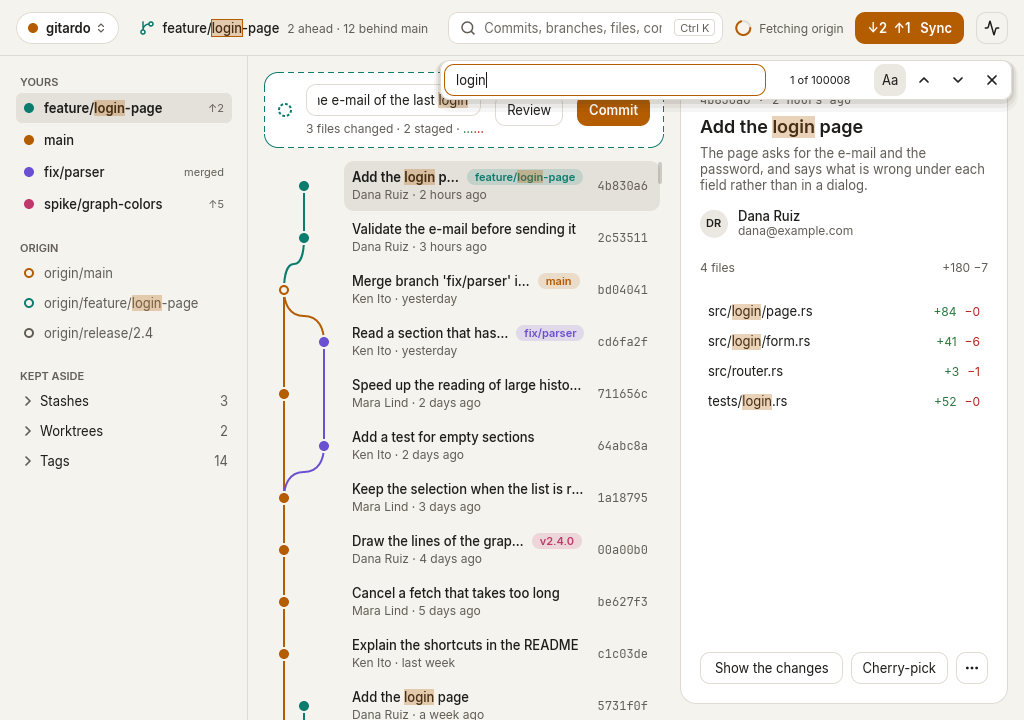 gitardo
feature/login-page 2 ahead · 12 behind main
Commits, branches, files, Ctrl K
Fetching origin
↓2 ↑1 Sync
login
1 of 100008
Aa
YOURS
feature/login-page ↑2
main
fix/parser merged
spike/graph-colors ↑5
ORIGIN
origin/main
origin/feature/login-page
origin/release/2.4
KEPT ASIDE
Stashes 3
Worktrees 2
Tags 14
e e-mail of the last login
3 files changed · 2 staged · ......
Review
Commit
Add the login p... feature/login-page
Dana Ruiz · 2 hours ago
4b830a6
Validate the e-mail before sending it
Dana Ruiz · 3 hours ago
2c53511
Merge branch 'fix/parser' i... main
Ken Ito · yesterday
bd04041
Read a section that has... fix/parser
Ken Ito · yesterday
cd6fa2f
Speed up the reading of large histo...
Mara Lind · 2 days ago
711656c
Add a test for empty sections
Ken Ito · 2 days ago
64abc8a
Keep the selection when the list is r...
Mara Lind · 3 days ago
1a18795
Draw the lines of the grap... v2.4.0
Dana Ruiz · 4 days ago
00a00b0
Cancel a fetch that takes too long
Mara Lind · 5 days ago
be627f3
Explain the shortcuts in the README
Ken Ito · last week
c1c03de
Add the login page
Dana Ruiz · a week ago
5731f0f
4b830a6 · 2 hours ago
Add the login page
The page asks for the e-mail and the
password, and says what is wrong under each
field rather than in a dialog.
DR
Dana Ruiz
dana@example.com
4 files +180 −7
src/login/page.rs +84 −0
src/login/form.rs +41 −6
src/router.rs +3 −1
tests/login.rs +52 −0
Show the changes
Cherry-pick
...